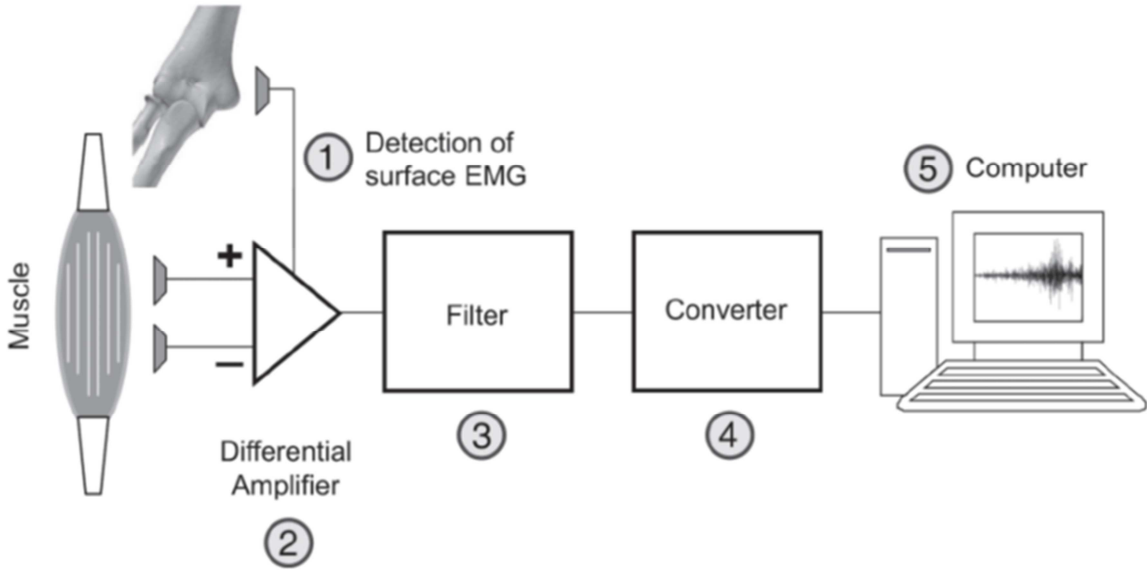 1
Detection of
surface EMG
5
Computer
Muscle
+
−
Filter
Converter
3
4
Differential
Amplifier
2